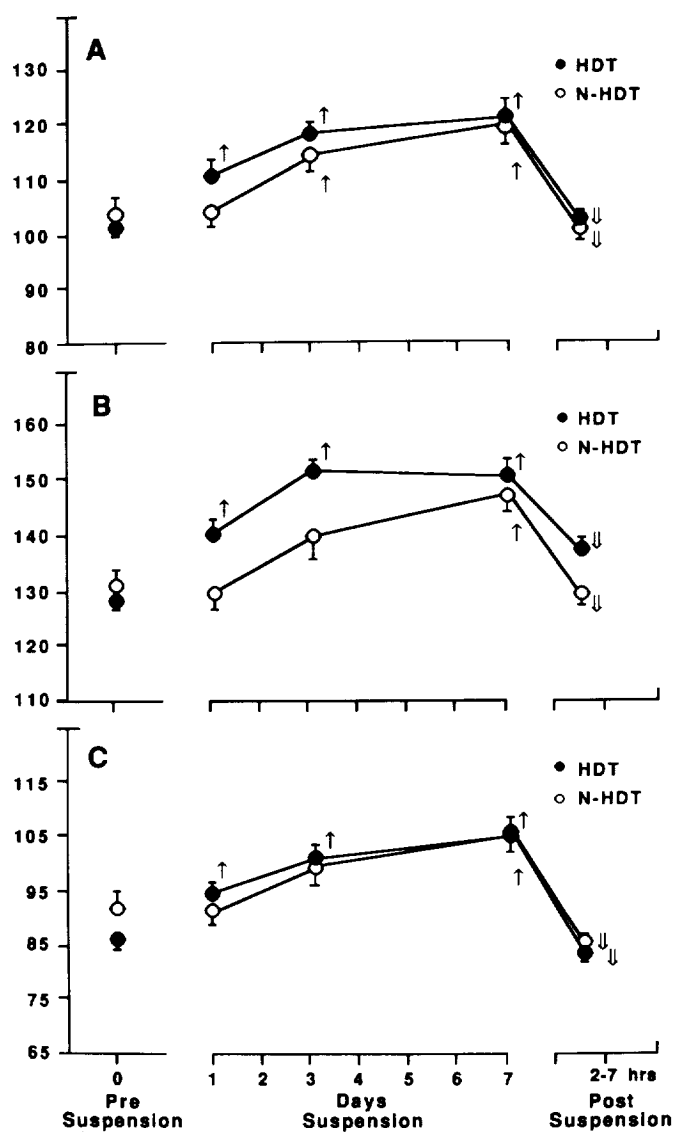 A
HDT
N-HDT
130
120
110
100
90
80
B
HDT
N-HDT
160
150
140
130
120
110
C
HDT
N-HDT
115
105
95
85
75
65
0 1 2 3 4 5 6 7 2-7 hrs
Pre Days Post
Suspension Suspension Suspension